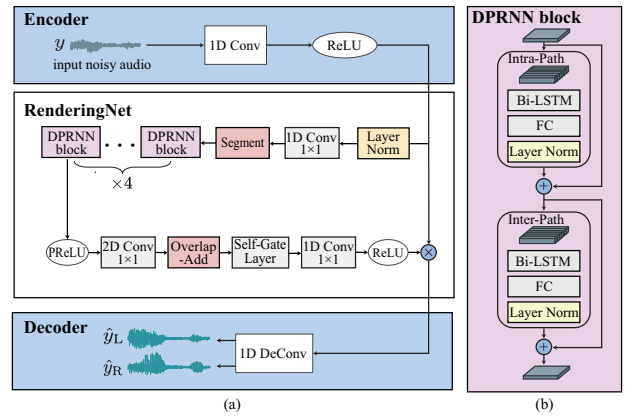 Encoder
y
input noisy audio
1D Conv
ReLU
RenderingNet
DPRNN
block
• • •
DPRNN
block
×4
Segment
1D Conv
1×1
Layer
Norm
PReLU
2D Conv
1×1
Overlap
-Add
Self-Gate
Layer
1D Conv
1×1
ReLU
×
Decoder
ŷL
ŷR
1D DeConv
(a)
DPRNN block
Intra-Path
Bi-LSTM
FC
Layer Norm
+
Inter-Path
Bi-LSTM
FC
Layer Norm
+
(b)